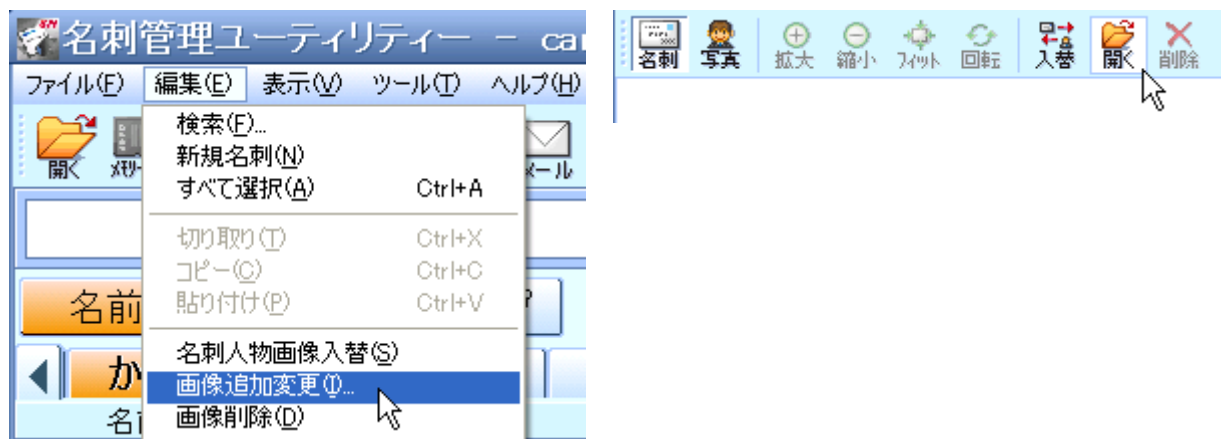 名刺管理ユーティリティー - car
ファイル(F) 編集(E) 表示(V) ツール(T) ヘルプ(H)
開く
メール
検索(F)...
新規名刺(N)
すべて選択(A) Ctrl+A
切り取り(T) Ctrl+X
コピー(C) Ctrl+C
貼り付け(P) Ctrl+V
名刺人物画像入替(S)
画像追加変更(I)...
画像削除(D)
名前
か
名刺 写真 拡大 縮小 フィット 回転 入替 開く 削除